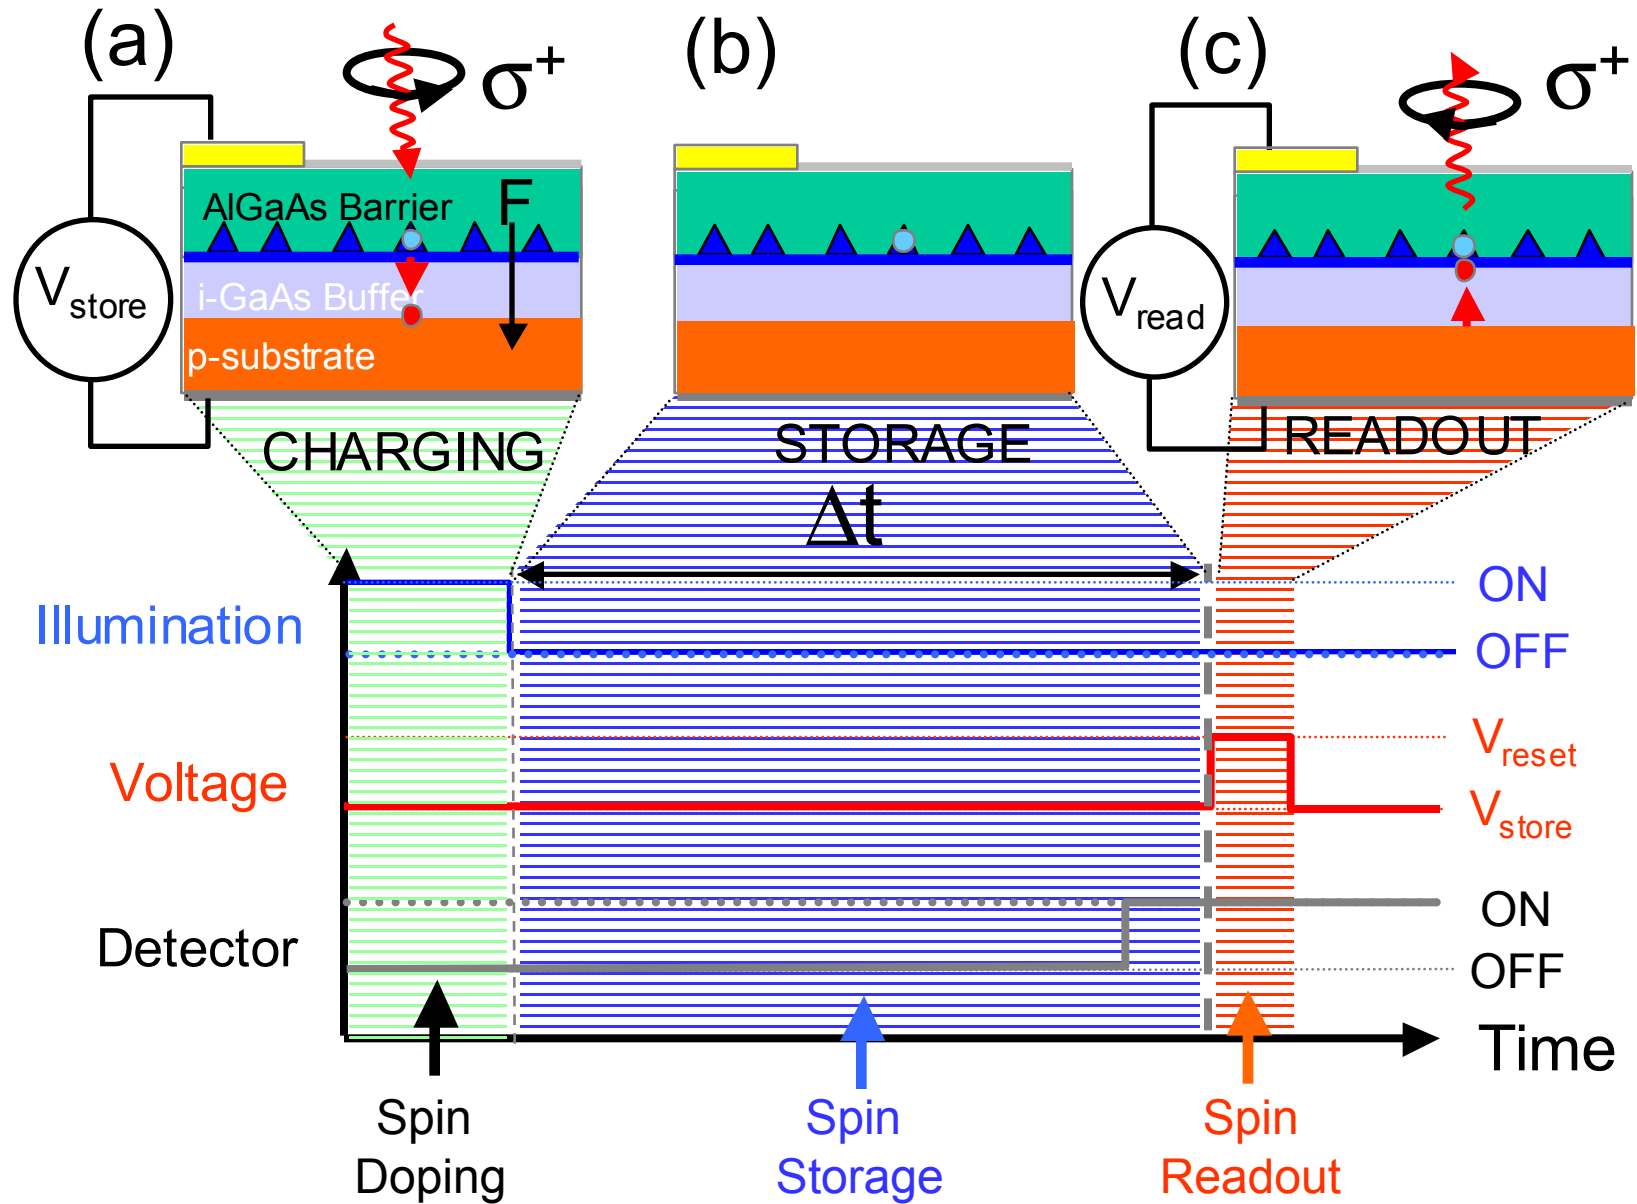 (a)
σ+
(b)
(c)
σ+
AlGaAs Barrier
F
Vstore
i-GaAs Buffer
p-substrate
Vread
CHARGING
STORAGE
READOUT
Δt
Illumination
ON
OFF
Voltage
Vreset
Vstore
Detector
ON
OFF
Time
Spin
Doping
Spin
Storage
Spin
Readout